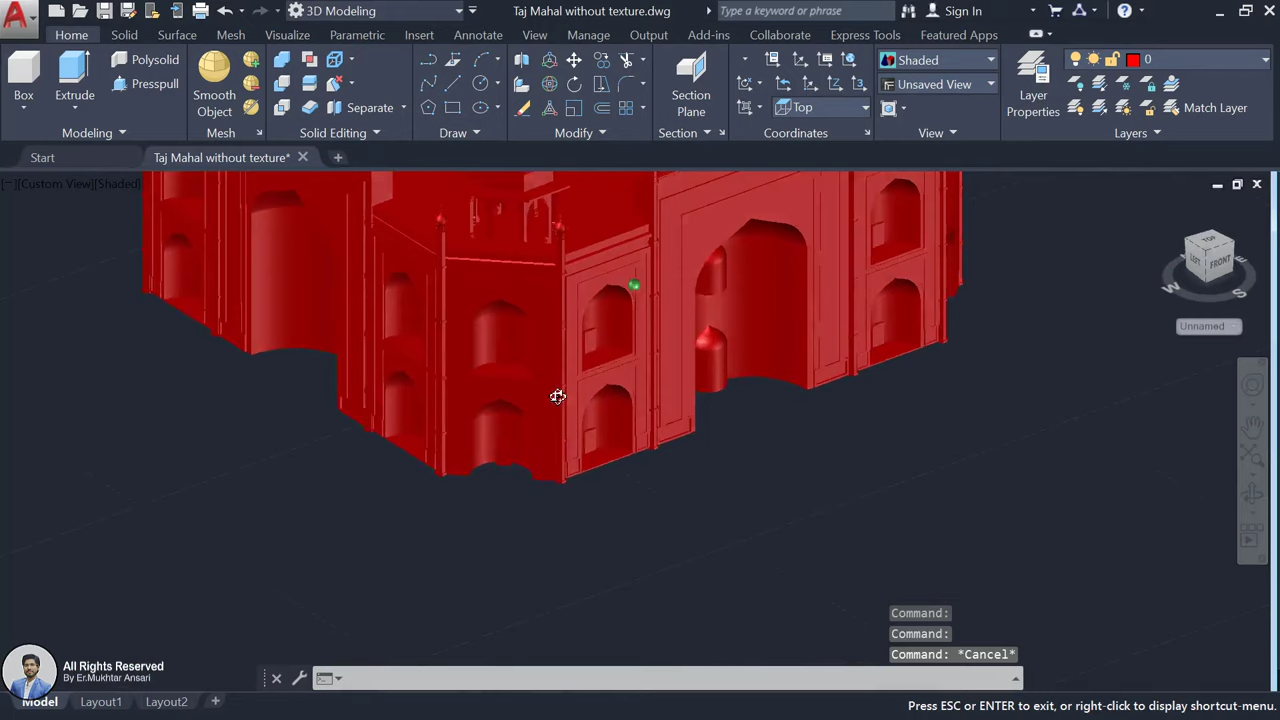 3D Modeling
Taj Mahal without texture.dwg
Type a keyword or phrase
Sign In
Home Solid Surface Mesh Visualize Parametric Insert Annotate View Manage Output Add-ins Collaborate Express Tools Featured Apps
Box
Extrude
Polysolid
Presspull
Smooth
Object
Separate
Section
Plane
Top
Shaded
Unsaved View
Layer
Properties
0
Match Layer
Modeling
Mesh
Solid Editing
Draw
Modify
Section
Coordinates
View
Layers
Start
Taj Mahal without texture*
[−][Custom View][Shaded]
TOP
LEFT
FRONT
W
S
E
Unnamed
Command:
Command:
Command: *Cancel*
All Rights Reserved
By Er.Mukhtar Ansari
Model Layout1 Layout2
Press ESC or ENTER to exit, or right-click to display shortcut-menu.